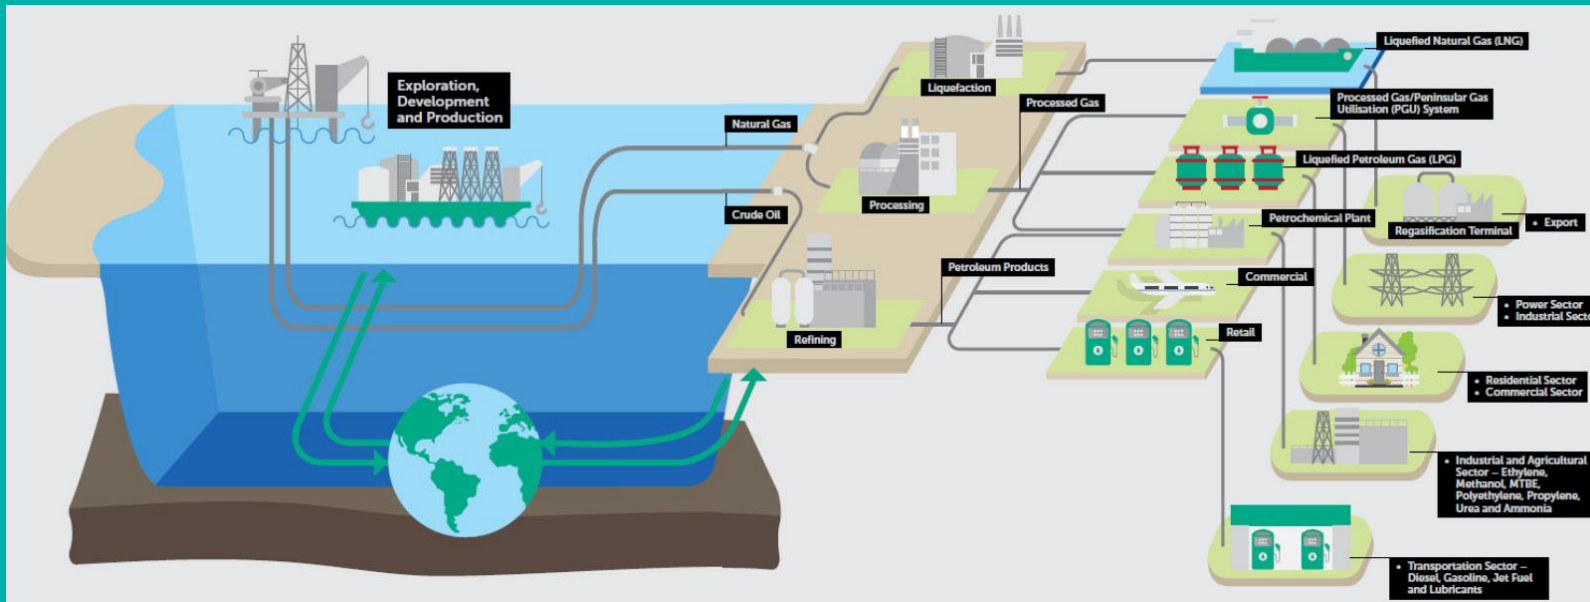 Exploration,
Development
and Production
Natural Gas
Crude Oil
Liquefaction
Processing
Refining
Processed Gas
Petroleum Products
Liquefied Natural Gas (LNG)
Processed Gas/Peninsular Gas
Utilisation (PGU) System
Liquefied Petroleum Gas (LPG)
Petrochemical Plant
Commercial
Retail
Regasification Terminal
• Export
• Power Sector
• Industrial Secto
• Residential Sector
• Commercial Sector
• Industrial and Agricultural
Sector – Ethylene,
Methanol, MTBE,
Polyethylene, Propylene,
Urea and Ammonia
• Transportation Sector –
Diesel, Gasoline, Jet Fuel
and Lubricants